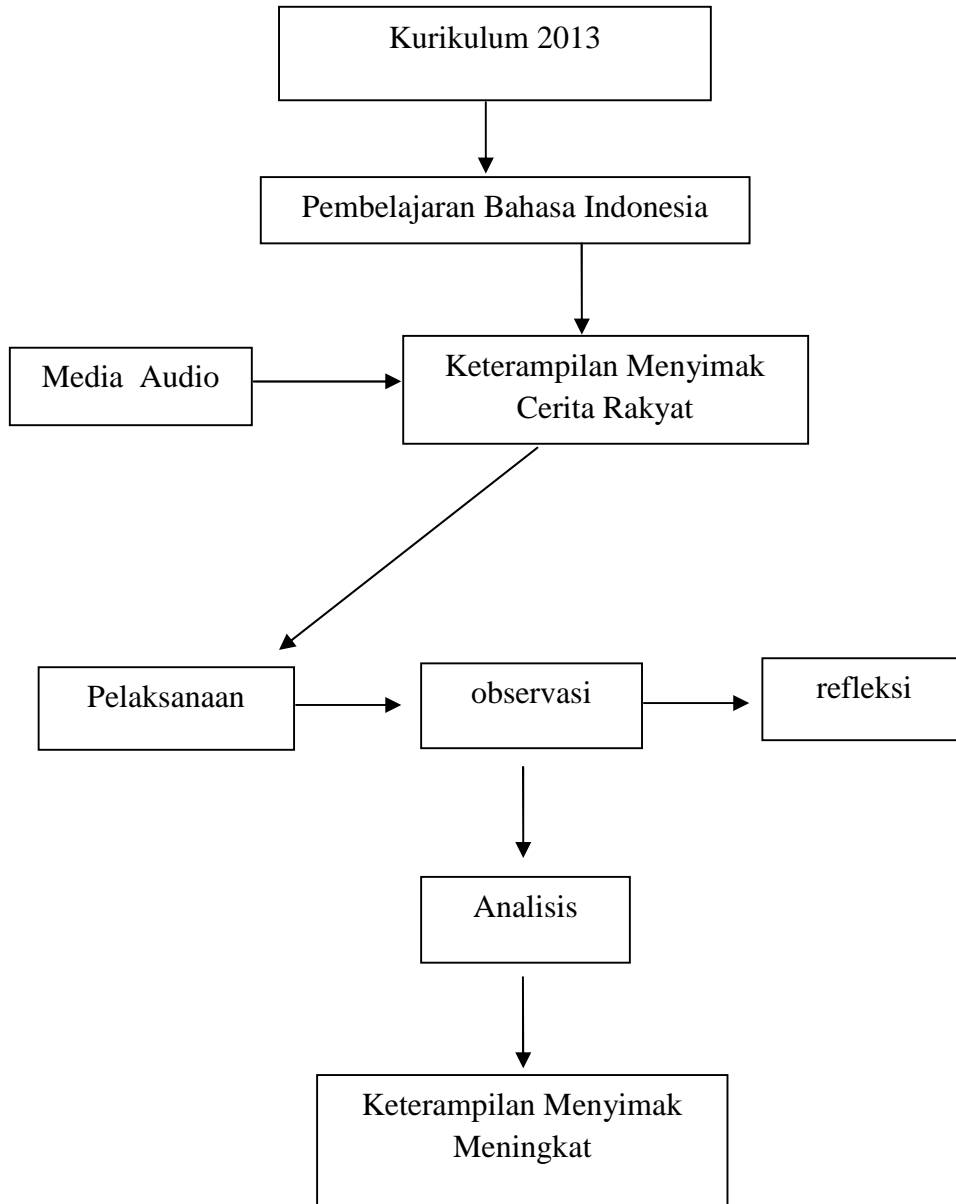 Kurikulum 2013
Pembelajaran Bahasa Indonesia
Media Audio
Keterampilan Menyimak
Cerita Rakyat
Pelaksanaan
observasi
refleksi
Analisis
Keterampilan Menyimak
Meningkat